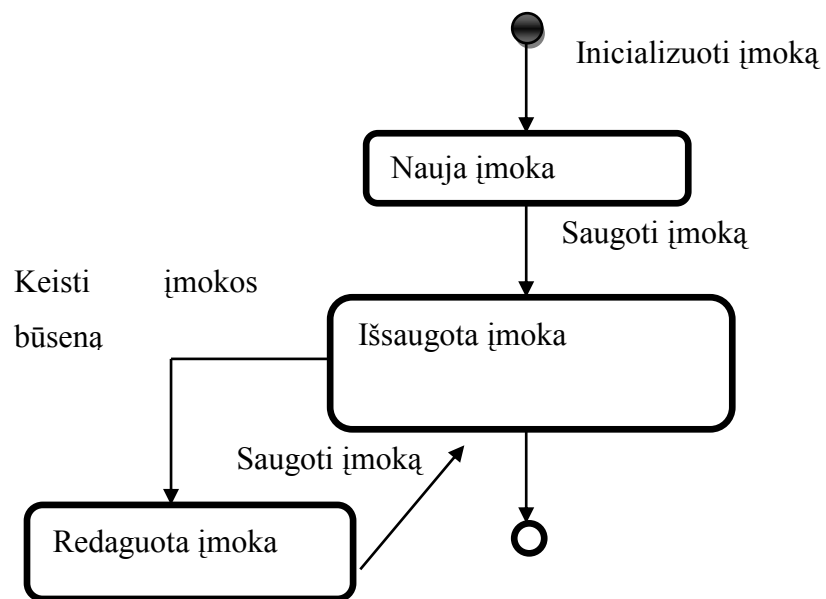 Inicializuoti įmoką
Nauja įmoka
Saugoti įmoką
Keisti įmokos
būseną
Išsaugota įmoka
Saugoti įmoką
Redaguota įmoka